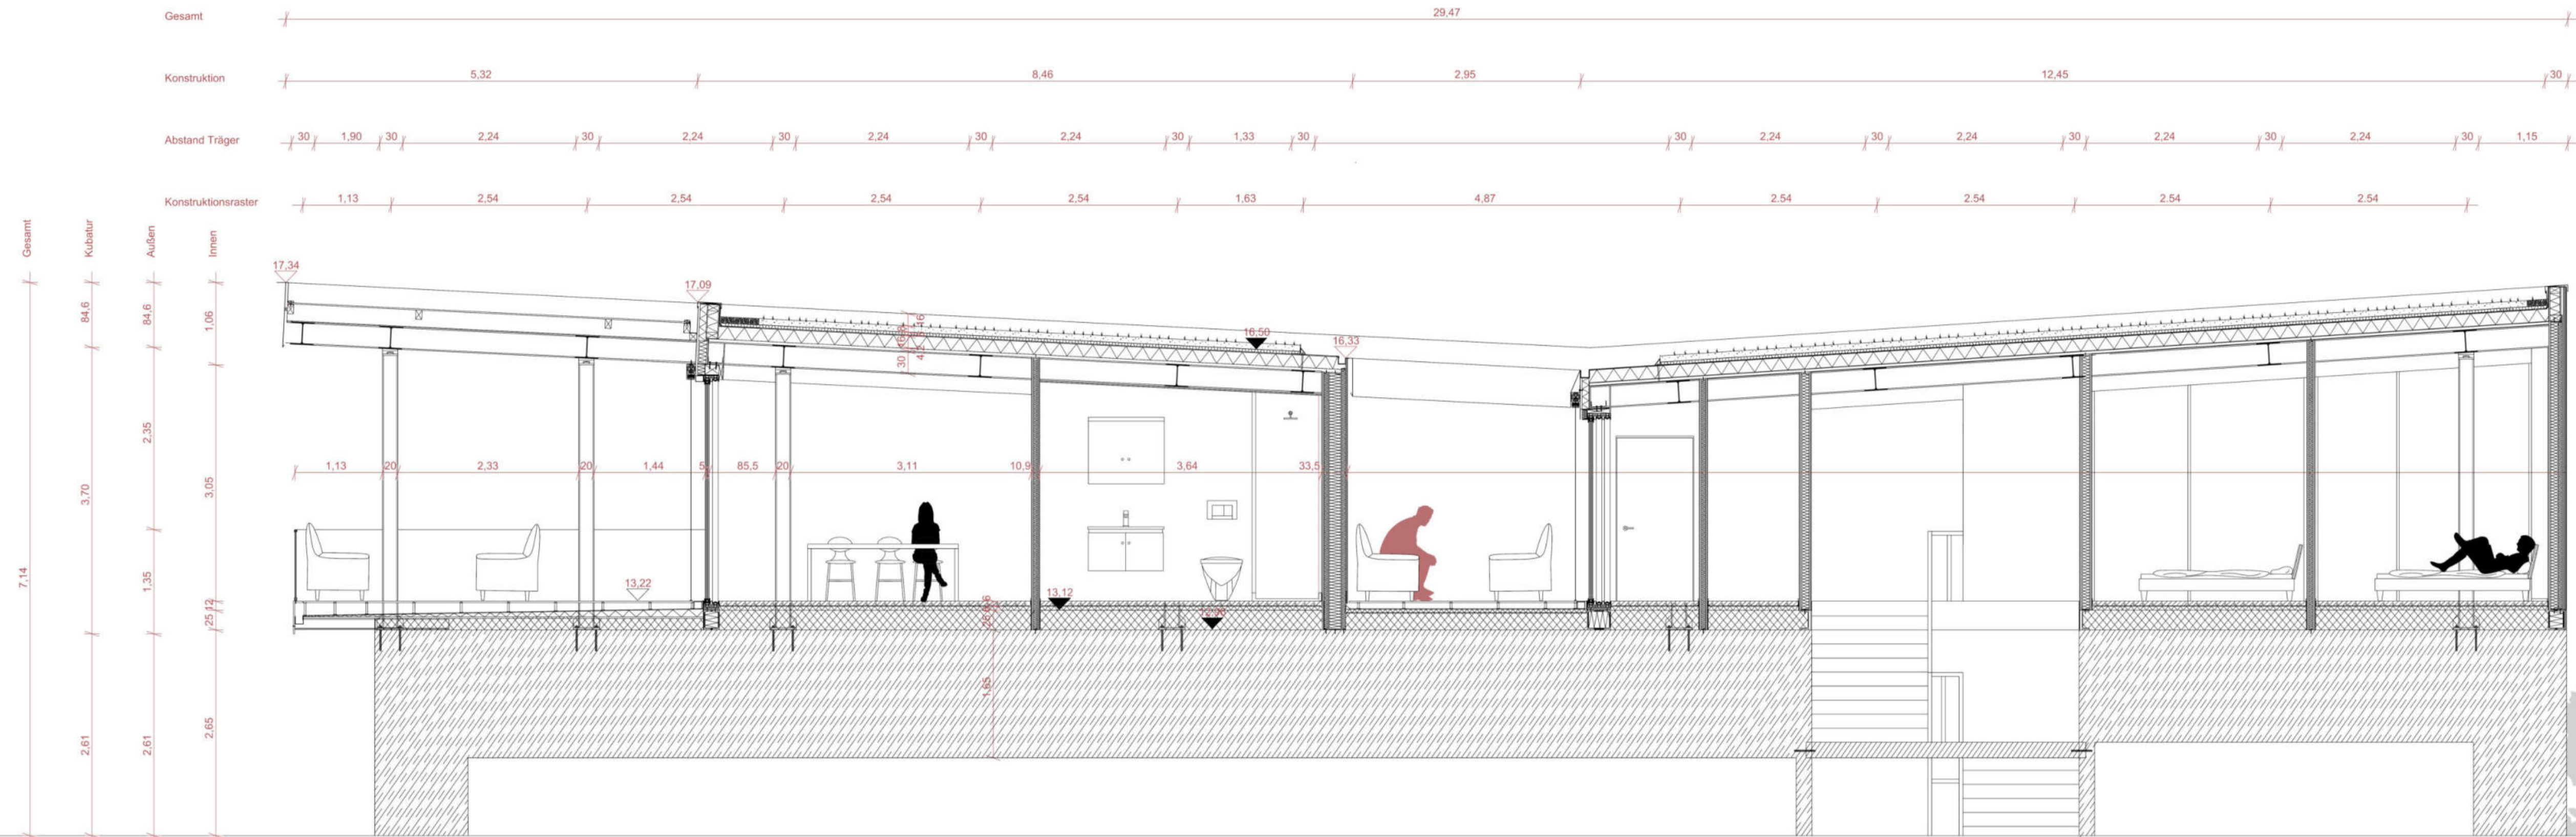 Gesamt 29,47
Konstruktion 5,32 8,46 2,95 12,45 30
Abstand Träger 30 1,90 30 2,24 30 2,24 30 2,24 30 2,24 30 1,33 30 30 2,24 30 2,24 30 2,24 30 2,24 30 1,15
Konstruktionsraster 1,13 2,54 2,54 2,54 2,54 1,63 4,87 2.54 2.54 2.54 2.54
Gesamt Kubatur Außen Innen
7,14
84,6 3,70 2,61
84,6 2,35 1,35 2,61
1,06 3,05 12 25 2,65
17,34
17,09
16,50
16,33
30
16
1,13 20 2,33 20 1,44 5 85,5 20 3,11 10,9 3,64 33,5
13,22
13,12
1,65